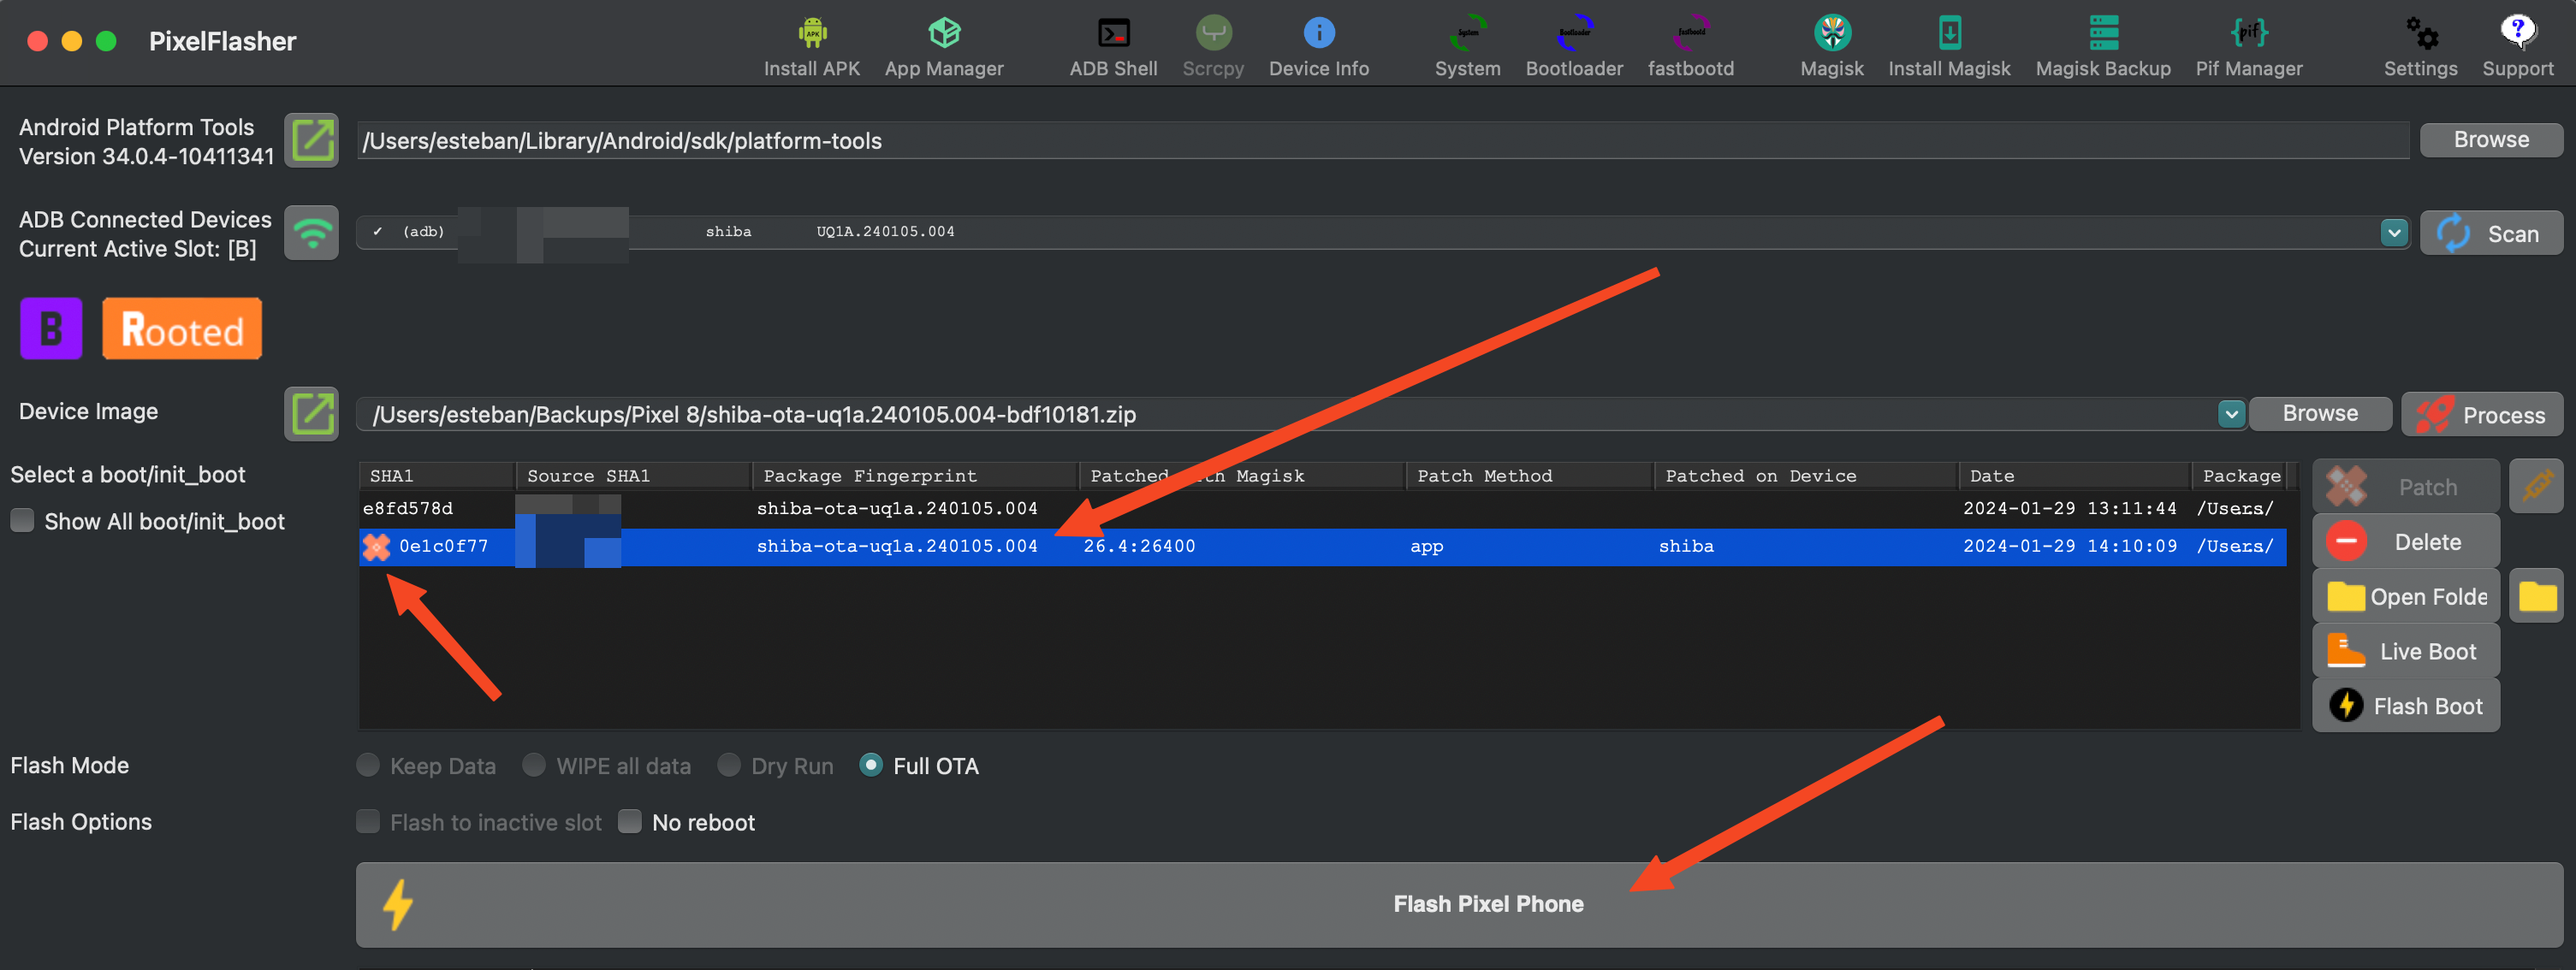 PixelFlasher
Install APK
App Manager
ADB Shell
Scrcpy
Device Info
System
Bootloader
fastbootd
Magisk
Install Magisk
Magisk Backup
Pif Manager
Settings
Support
Android Platform Tools
Version 34.0.4-10411341
/Users/esteban/Library/Android/sdk/platform-tools
Browse
ADB Connected Devices
Current Active Slot: [B]
✓ (adb) shiba UQ1A.240105.004
Scan
B
Rooted
Device Image
/Users/esteban/Backups/Pixel 8/shiba-ota-uq1a.240105.004-bdf10181.zip
Browse
Process
Select a boot/init_boot
Show All boot/init_boot
SHA1 Source SHA1 Package Fingerprint Patched Magisk Patch Method Patched on Device Date Package
e8fd578d shiba-ota-uq1a.240105.004 2024-01-29 13:11:44 /Users/
0e1c0f77 shiba-ota-uq1a.240105.004 26.4:26400 app shiba 2024-01-29 14:10:09 /Users/
Patch
Delete
Open Folde
Live Boot
Flash Boot
Flash Mode
Keep Data
WIPE all data
Dry Run
Full OTA
Flash Options
Flash to inactive slot
No reboot
Flash Pixel Phone